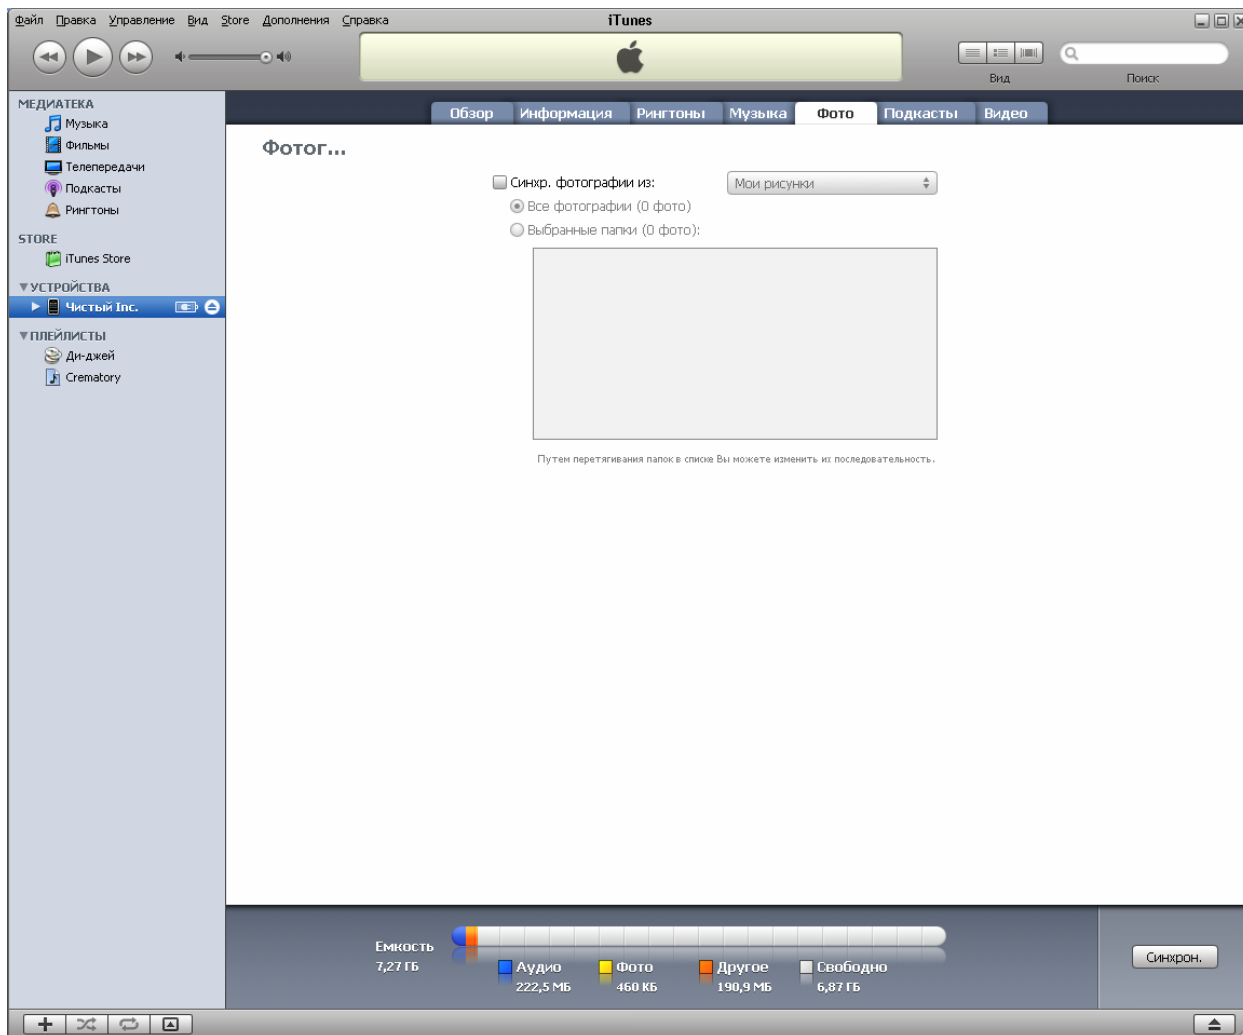 Файл Правка Управление Вид Store Дополнения Справка
iTunes
Вид
Поиск
МЕДИАТЕКА
Музыка
Фильмы
Телепередачи
Подкасты
Рингтоны
STORE
iTunes Store
УСТРОЙСТВА
Чистый Inc.
ПЛЕЙЛИСТЫ
Ди-джей
Crematory
Обзор Информация Рингтоны Музыка Фото Подкасты Видео
Фотог...
Синхр. фотографии из: Мои рисунки
Все фотографии (0 фото)
Выбранные папки (0 фото):
Путем перетягивания папок в списке Вы можете изменить их последовательность.
Емкость
7,27 ГБ
Аудио
222,5 МБ
Фото
460 КБ
Другое
190,9 МБ
Свободно
6,87 ГБ
Синхрон.